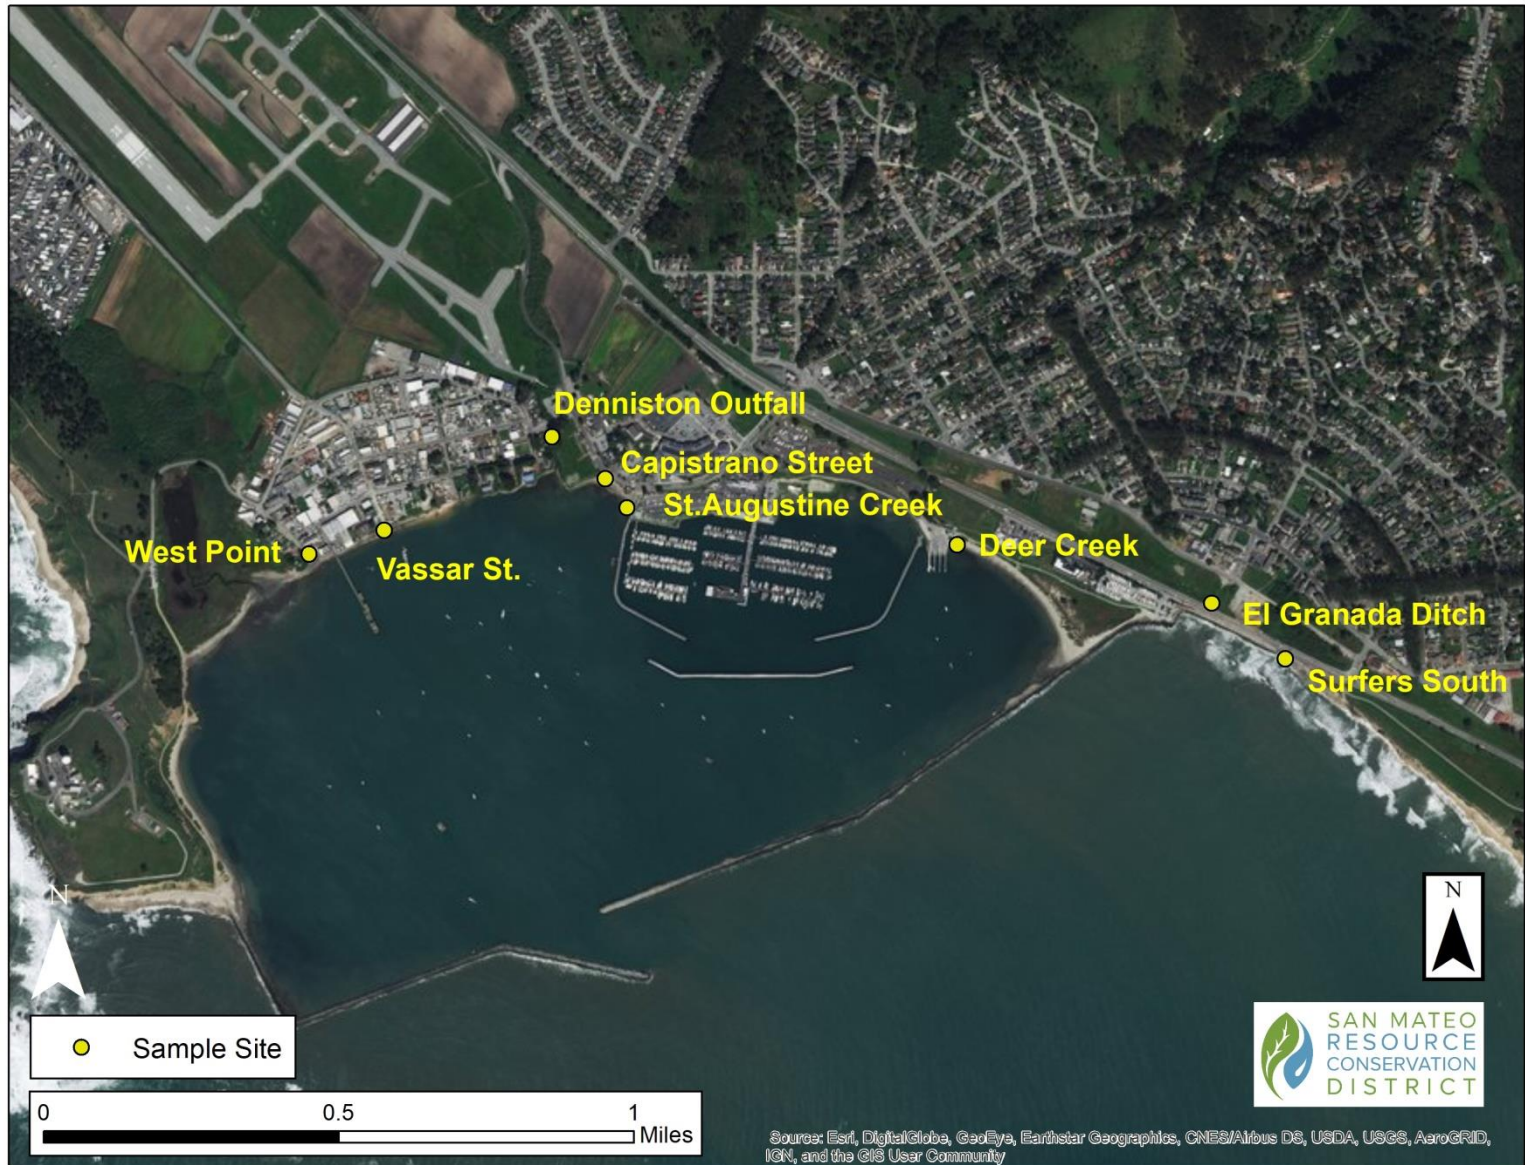 Denniston Outfall
Capistrano Street
St.Augustine Creek
West Point
Vassar St.
Deer Creek
El Granada Ditch
Surfers South
N
N
Sample Site
SAN MATEO
RESOURCE
CONSERVATION
DISTRICT
0 0.5 1
Miles
Source: Esri, DigitalGlobe, GeoEye, Earthstar Geographics, CNES/Airbus DS, USDA, USGS, AeroGRID,
IGN, and the GIS User Community